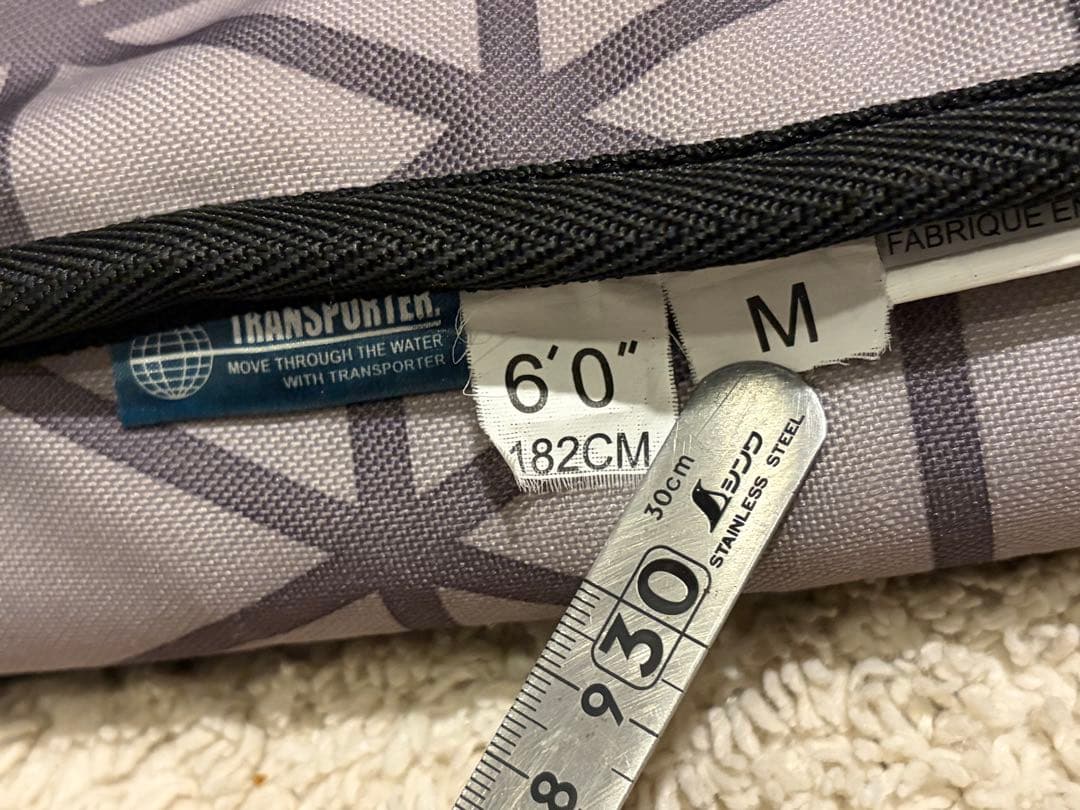 TRANSPORTER.
MOVE THROUGH THE WATER
WITH TRANSPORTER
6'0"
182CM
M
FABRIQUE EN
30cm
シンワ
STAINLESS STEEL
30
9
8